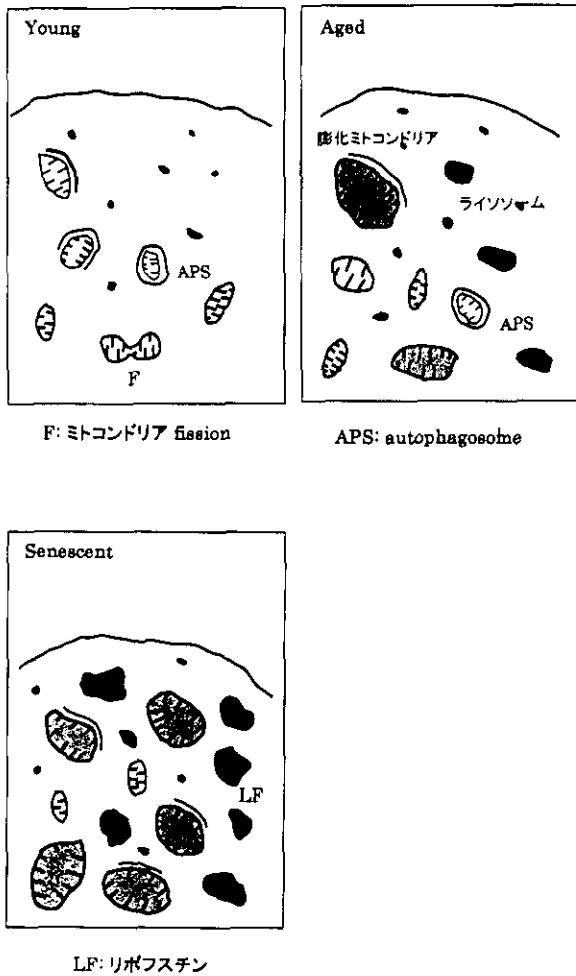 Young
APS
F
F: ミトコンドリア fission
Aged
膨化ミトコンドリア
ライソソーム
APS
APS: autophagosome
Senescent
LF
LF: リポフスチン